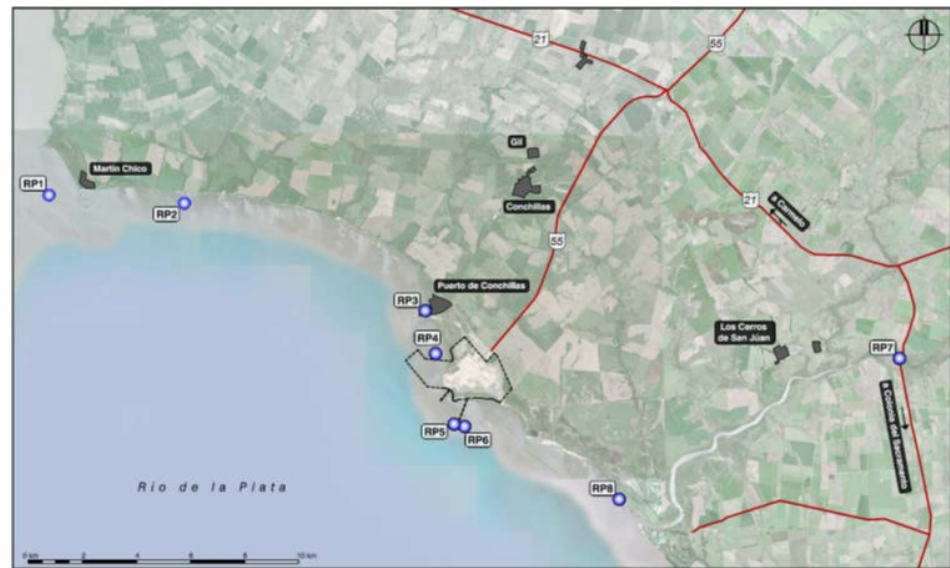 21
55
N
Gil
Martín Chico
RP1
RP2
Conchillas
21
a Carmelo
55
Puerto de Conchillas
RP3
RP4
Los Cerros
de San Júan
RP7
a Colonia del Sacramento
RP5
RP6
RP8
Río de la Plata
0 km
2
4
6
8
10 km